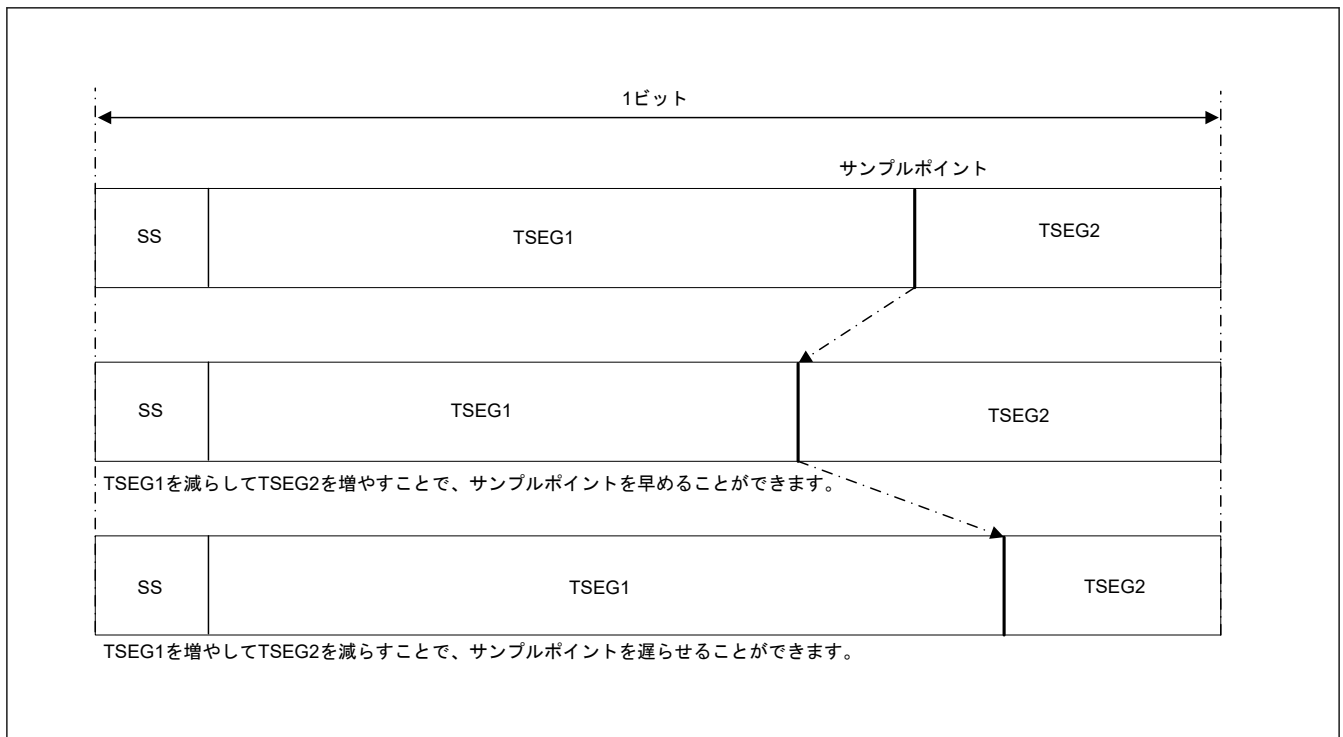 1ビット
サンプルポイント
SS TSEG1 TSEG2
SS TSEG1 TSEG2
TSEG1を減らしてTSEG2を増やすことで、サンプルポイントを早めることができます。
SS TSEG1 TSEG2
TSEG1を増やしてTSEG2を減らすことで、サンプルポイントを遅らせることができます。